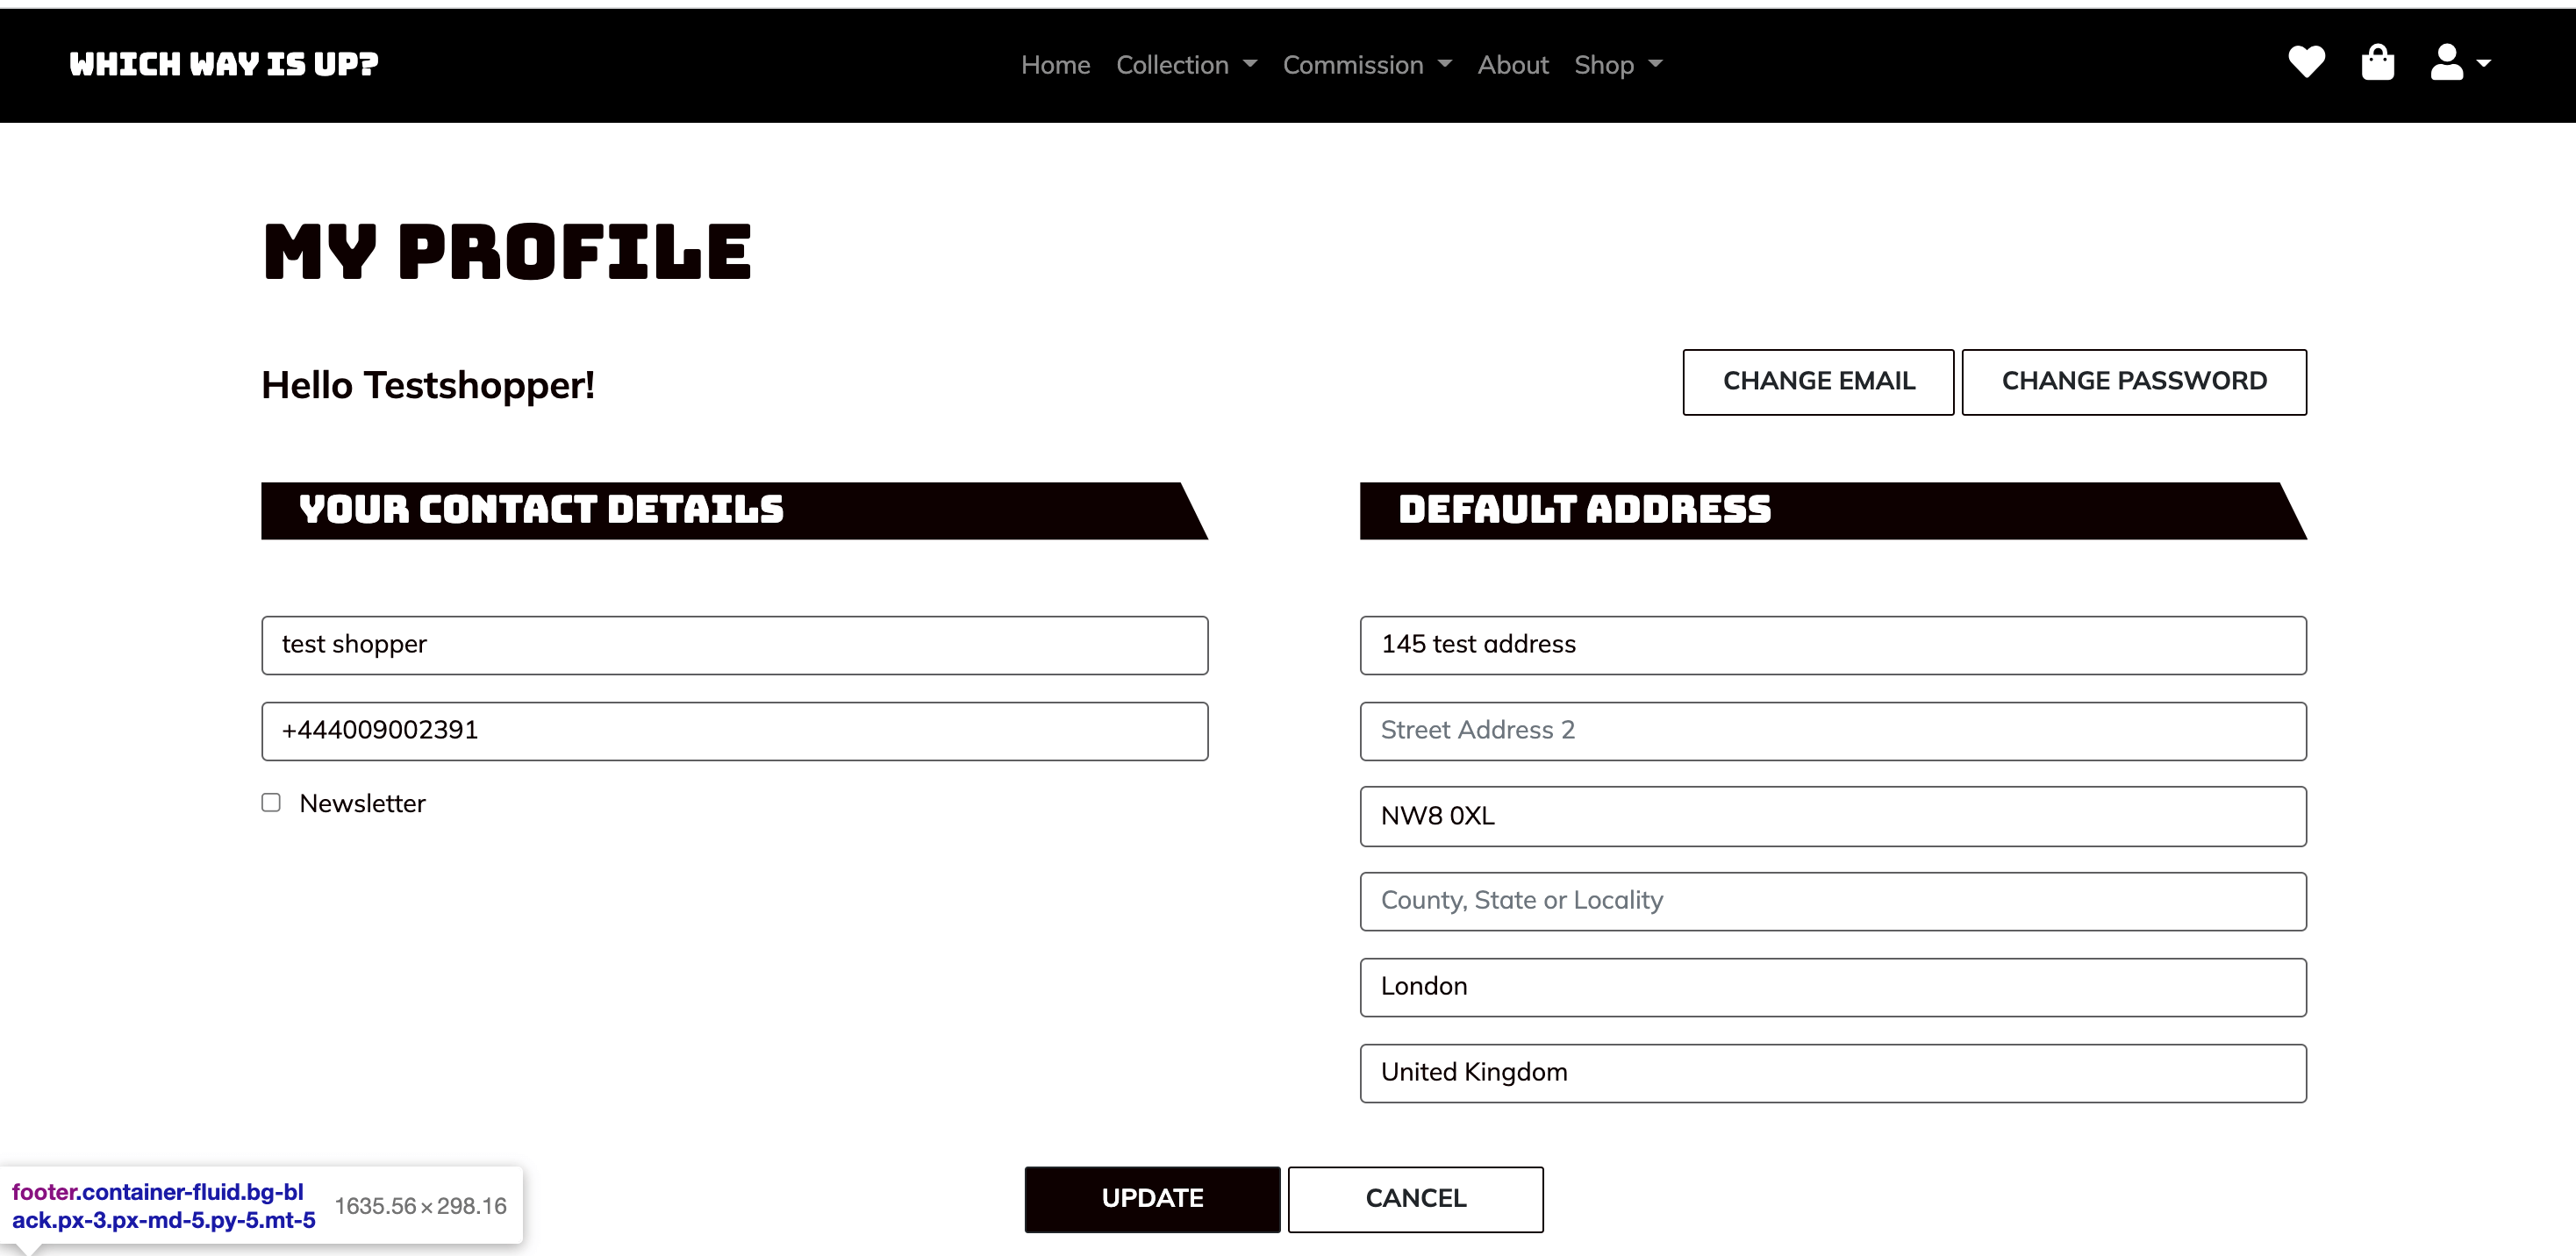 WHICH WAY IS UP?
Home Collection Commission About Shop
MY PROFILE
Hello Testshopper!
CHANGE EMAIL CHANGE PASSWORD
YOUR CONTACT DETAILS
test shopper
+444009002391
Newsletter
DEFAULT ADDRESS
145 test address
Street Address 2
NW8 0XL
County, State or Locality
London
United Kingdom
UPDATE CANCEL
footer.container-fluid.bg-bl
ack.px-3.px-md-5.py-5.mt-5
1635.56 × 298.16